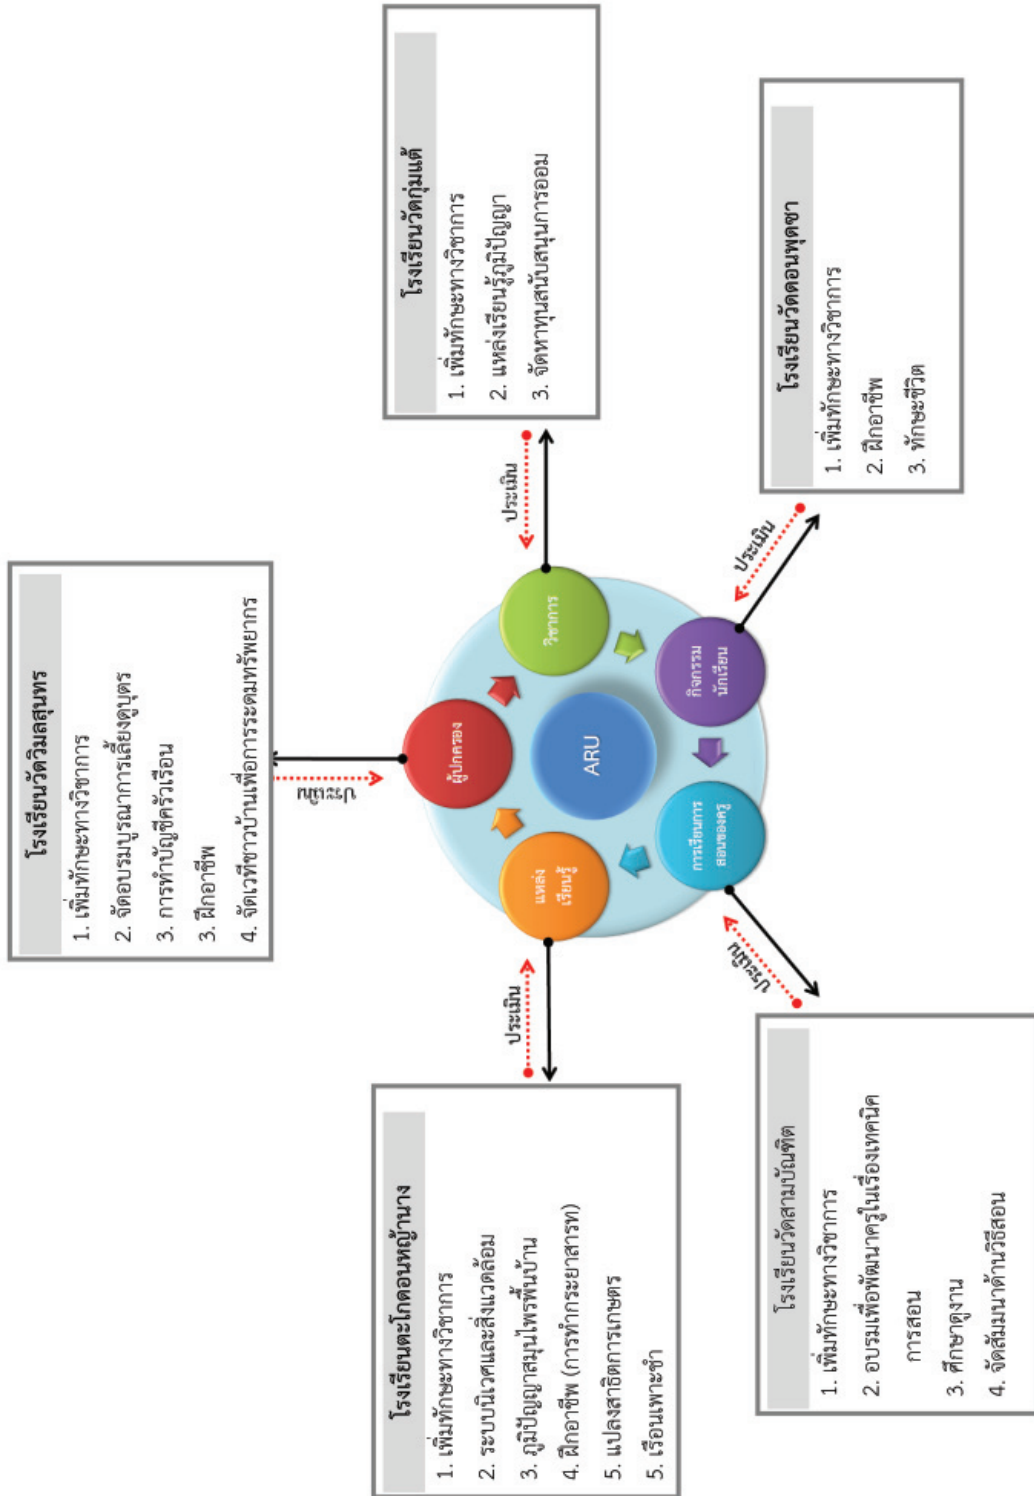 โรงเรียนวัดวิมลสุนทร
1. เพิ่มทักษะทางวิชาการ
2. จัดอบรมบูรณาการเลี้ยงดูบุตร
3. การทำบัญชีครัวเรือน
3. ฝึกอาชีพ
4. จัดเวทีชาวบ้านเพื่อการระดมทรัพยากร
โรงเรียนตะโกดอนหญ้านาง
1. เพิ่มทักษะทางวิชาการ
2. ระบบนิเวศและสิ่งแวดล้อม
3. ภูมิปัญญาสมุนไพรพื้นบ้าน
4. ฝึกอาชีพ (การทำกระยาสารท)
5. แปลงสาธิตการเกษตร
5. เรือนเพาะชำ
โรงเรียนวัดกุ่มแต้
1. เพิ่มทักษะทางวิชาการ
2. แหล่งเรียนรู้ภูมิปัญญา
3. จัดหาทุนสนับสนุนการออม
ประเมิน
ประเมิน
ประเมิน
ผู้ปกครอง
แหล่ง
เรียนรู้
วิชาการ
ARU
การเรียนการ
สอนของครู
กิจกรรม
นักเรียน
ประเมิน
ประเมิน
โรงเรียนวัดสามบัณฑิต
1. เพิ่มทักษะทางวิชาการ
2. อบรมเพื่อพัฒนาครูในเรื่องเทคนิค
การสอน
3. ศึกษาดูงาน
4. จัดสัมมนาด้านวิธีสอน
โรงเรียนวัดดอนพุดซา
1. เพิ่มทักษะทางวิชาการ
2. ฝึกอาชีพ
3. ทักษะชีวิต